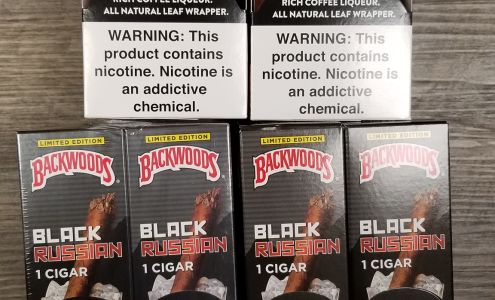 RICH COFFEE LIQUEUR.
ALL NATURAL LEAF WRAPPER.
WARNING: This
product contains
nicotine. Nicotine is
an addictive
chemical.
RICH COFFEE LIQUEUR.
ALL NATURAL LEAF WRAPPER.
WARNING: This
product contains
nicotine. Nicotine is
an addictive
chemical.
LIMITED EDITION
BACKWOODS
BLACK
RUSSIAN
1 CIGAR
LIMITED EDITION
BACKWOODS
BLACK
RUSSIAN
1 CIGAR
LIMITED EDITION
BACKWOODS
BLACK
RUSSIAN
1 CIGAR
LIMITED EDITION
BACKWOODS
BLACK
RUSSIAN
1 CIGAR